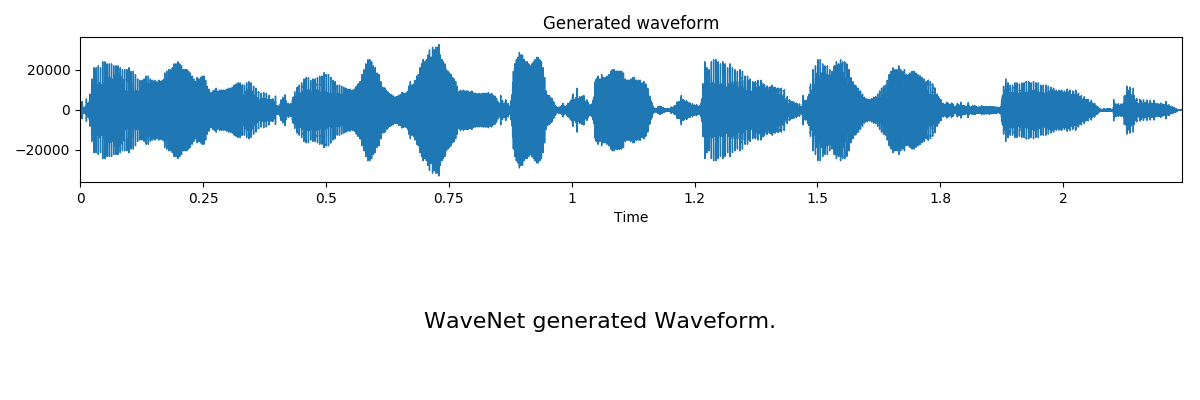 Generated waveform
20000
0
−20000
0 0.25 0.5 0.75 1 1.2 1.5 1.8 2
Time
WaveNet generated Waveform.